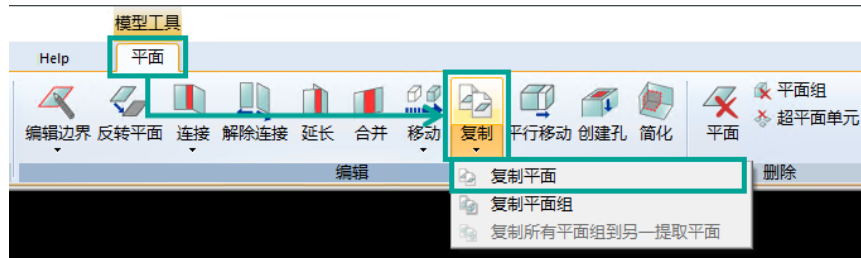 模型工具
Help 平面
编辑边界 反转平面 连接 解除连接 延长 合并 移动 复制 平行移动 创建孔 简化 平面 平面组
超平面单元
编辑 删除
复制平面
复制平面组
复制所有平面组到另一提取平面